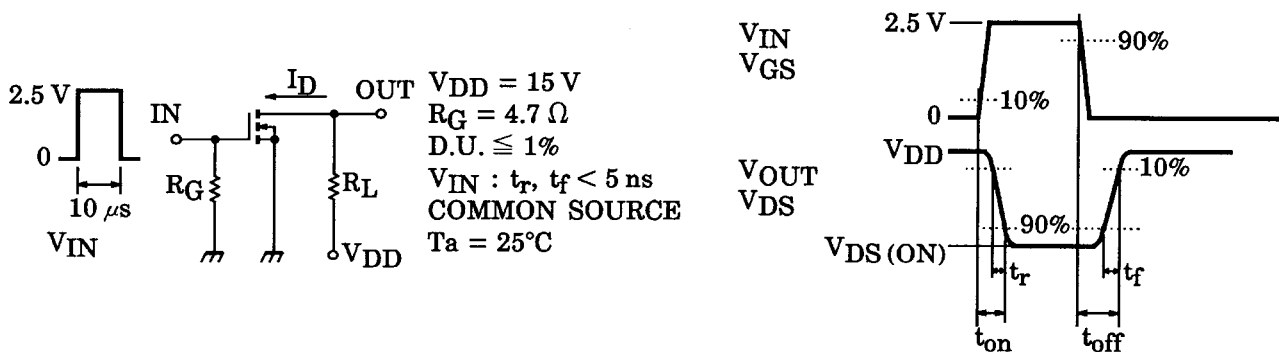 2.5 V
0
10 μs
VIN
IN
RG
ID
OUT
RL
VDD
VDD = 15 V
RG = 4.7 Ω
D.U. ≦ 1%
VIN : tr, tf < 5 ns
COMMON SOURCE
Ta = 25°C
VIN
VGS
2.5 V
0
90%
10%
VOUT
VDS
VDD
VDS (ON)
10%
90%
tr
tf
ton
toff